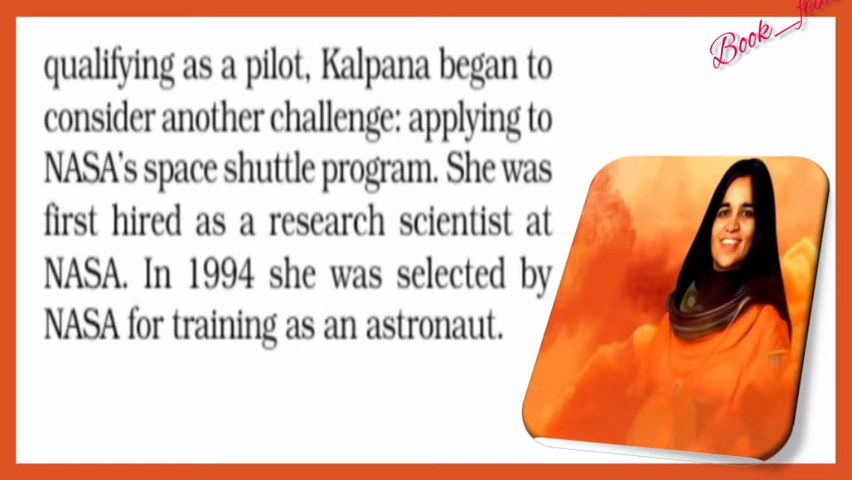 Book_
qualifying as a pilot, Kalpana began to
consider another challenge: applying to
NASA's space shuttle program. She was
first hired as a research scientist at
NASA. In 1994 she was selected by
NASA for training as an astronaut.